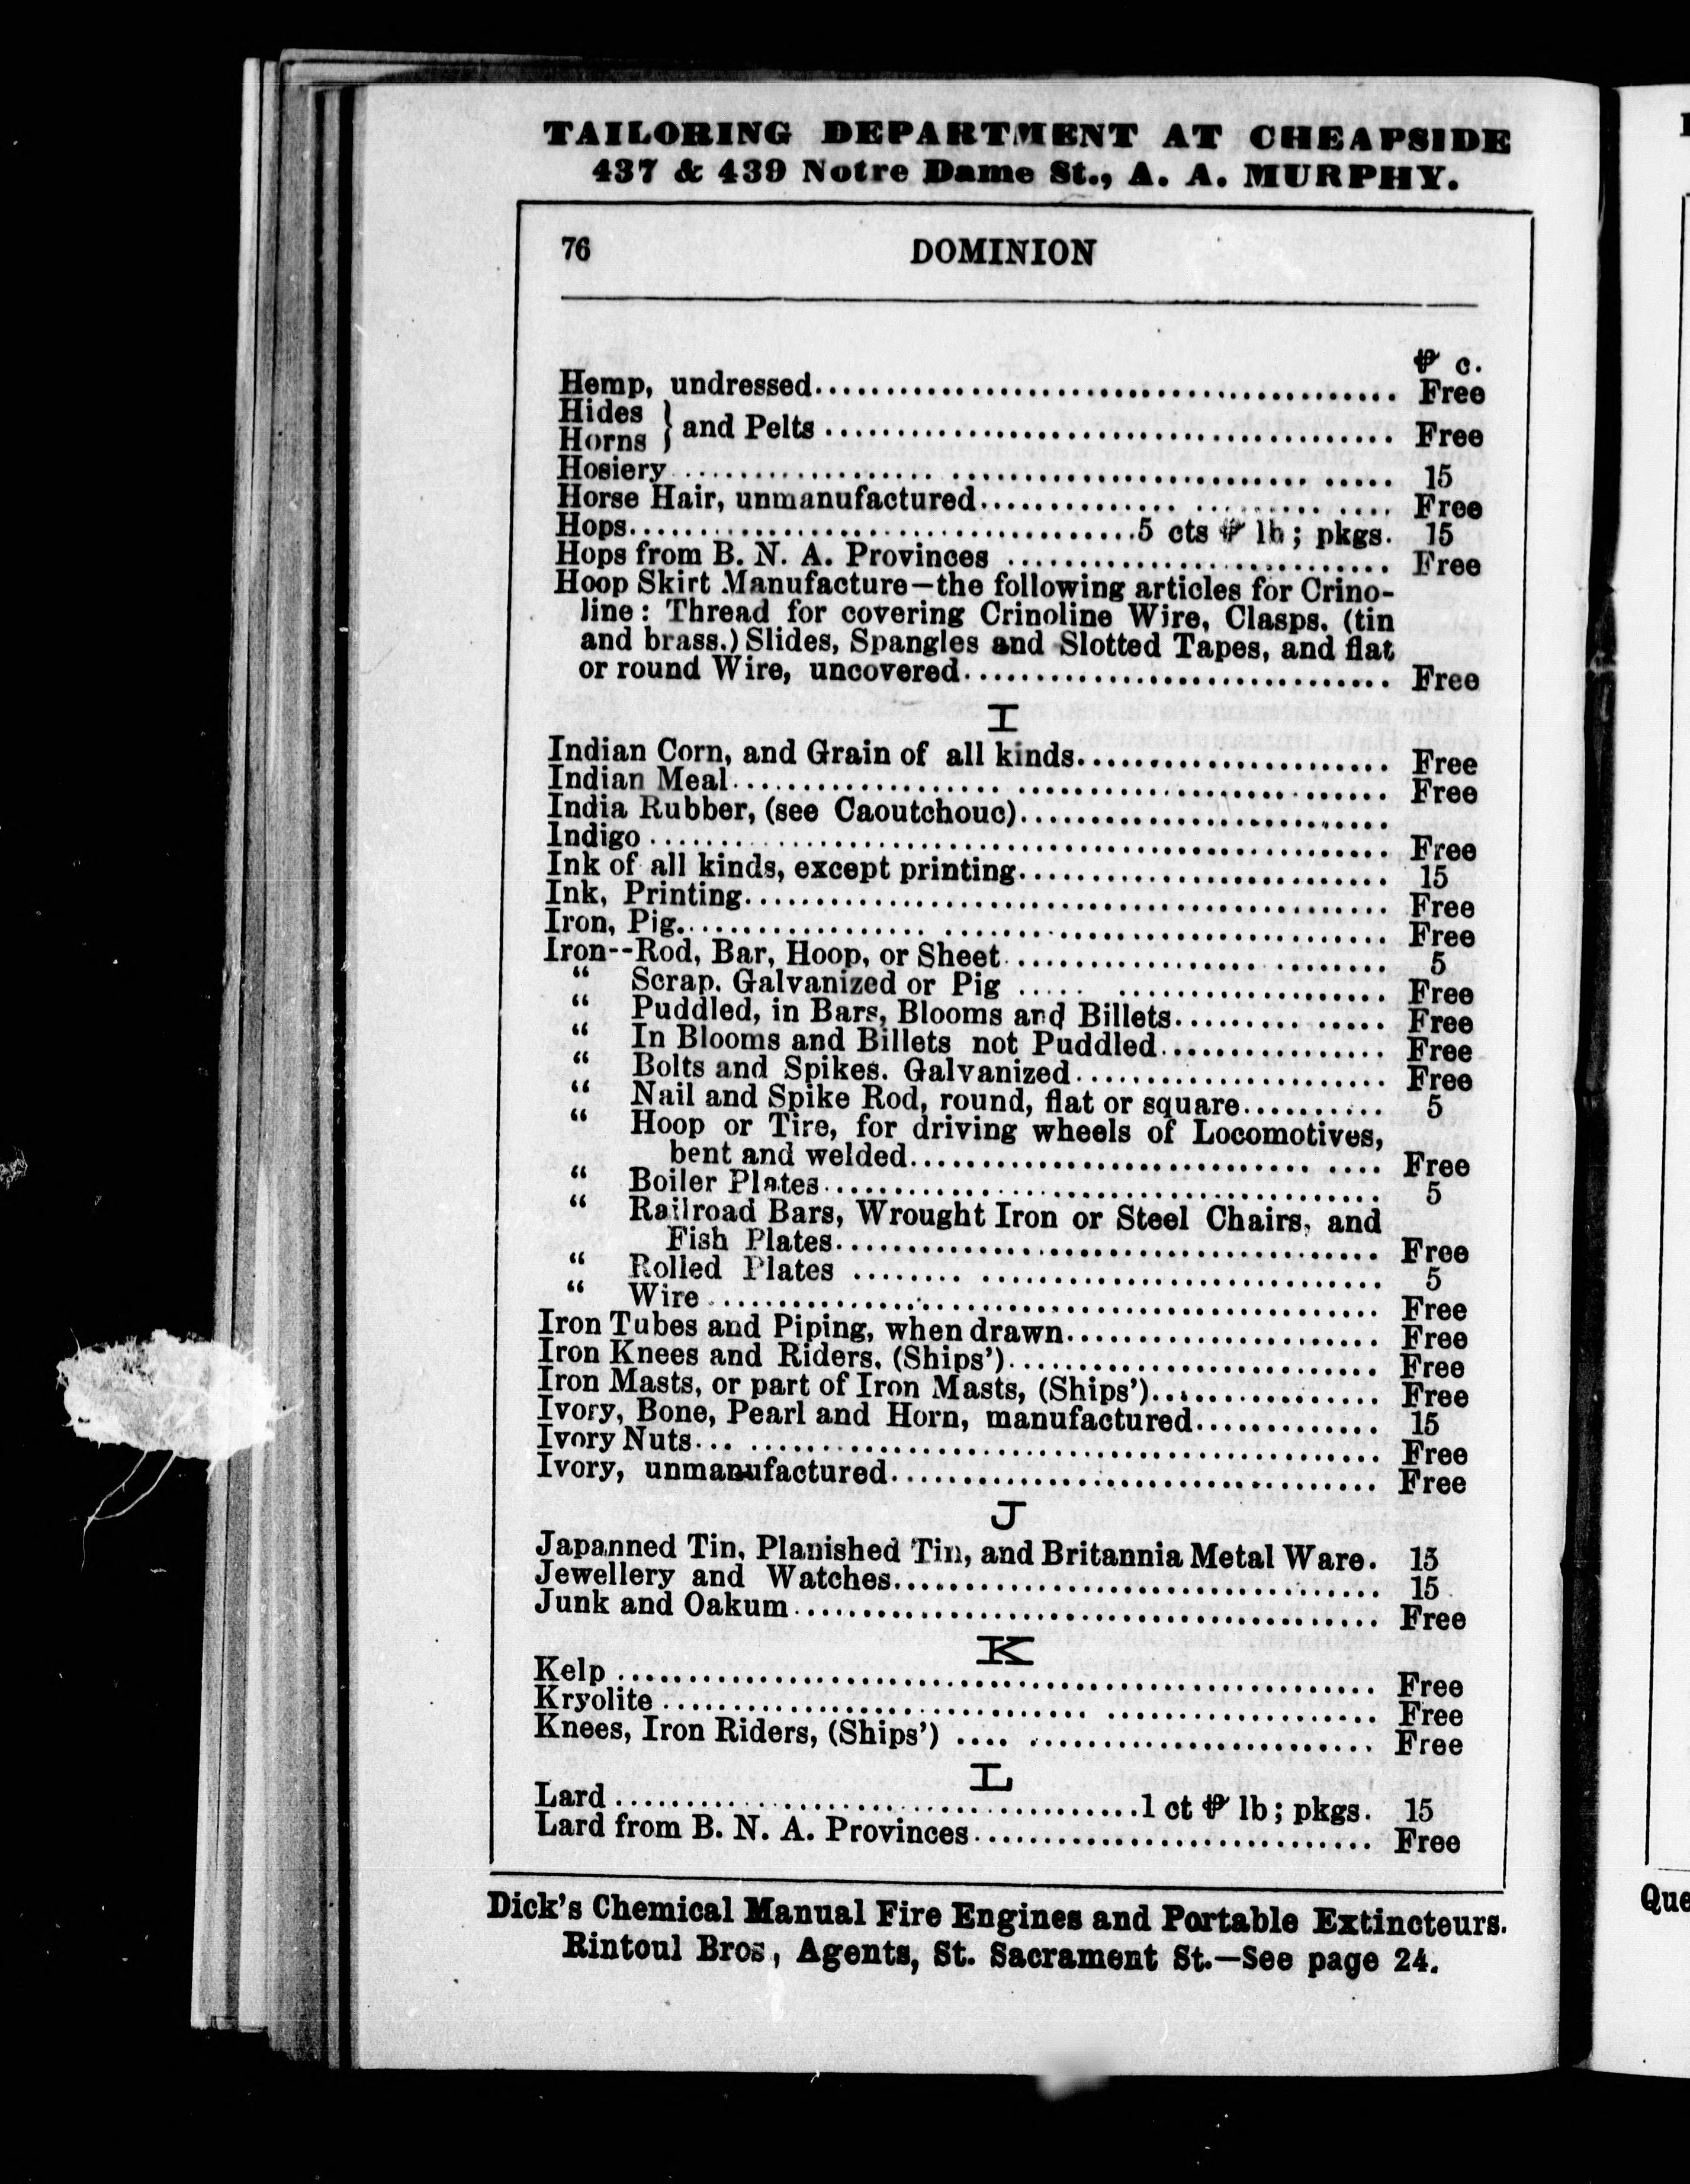 TAILORING DEPARTMENT AT CHEAPSIDE
437 & 439 Notre Dame St., A. A. MURPHY.
76 DOMINION
⅌ c.
Hemp, undressed........................................ Free
Hides } and Pelts ........................................ Free
Horns }
Hosiery........................................ 15
Horse Hair, unmanufactured........................................ Free
Hops....................................5 cts ⅌ lb; pkgs. 15
Hops from B. N. A. Provinces ........................................ Free
Hoop Skirt Manufacture—the following articles for Crino-
line: Thread for covering Crinoline Wire, Clasps. (tin
and brass.) Slides, Spangles and Slotted Tapes, and flat
or round Wire, uncovered........................................ Free
I
Indian Corn, and Grain of all kinds........................................ Free
Indian Meal........................................ Free
India Rubber, (see Caoutchouc)........................................
Indigo ........................................ Free
Ink of all kinds, except printing........................................ 15
Ink, Printing........................................ Free
Iron, Pig........................................ Free
Iron--Rod, Bar, Hoop, or Sheet........................................ 5
“ Scrap. Galvanized or Pig ........................................ Free
“ Puddled, in Bars, Blooms and Billets........................................ Free
“ In Blooms and Billets not Puddled........................................ Free
“ Bolts and Spikes. Galvanized........................................ Free
“ Nail and Spike Rod, round, flat or square.......... 5
“ Hoop or Tire, for driving wheels of Locomotives,
bent and welded........................................ Free
“ Boiler Plates........................................ 5
“ Railroad Bars, Wrought Iron or Steel Chairs, and
Fish Plates........................................ Free
“ Rolled Plates ........................................ 5
“ Wire........................................ Free
Iron Tubes and Piping, when drawn........................................ Free
Iron Knees and Riders, (Ships')........................................ Free
Iron Masts, or part of Iron Masts, (Ships')................ Free
Ivory, Bone, Pearl and Horn, manufactured............. 15
Ivory Nuts........................................ Free
Ivory, unmanufactured........................................ Free
J
Japanned Tin, Planished Tin, and Britannia Metal Ware. 15
Jewellery and Watches........................................ 15
Junk and Oakum........................................ Free
K
Kelp ........................................ Free
Kryolite ........................................ Free
Knees, Iron Riders, (Ships') ........................................ Free
L
Lard ....................................1 ct ⅌ lb; pkgs. 15
Lard from B. N. A. Provinces........................................ Free
Dick's Chemical Manual Fire Engines and Portable Extincteurs.
Rintoul Bros, Agents, St. Sacrament St.—See page 24.